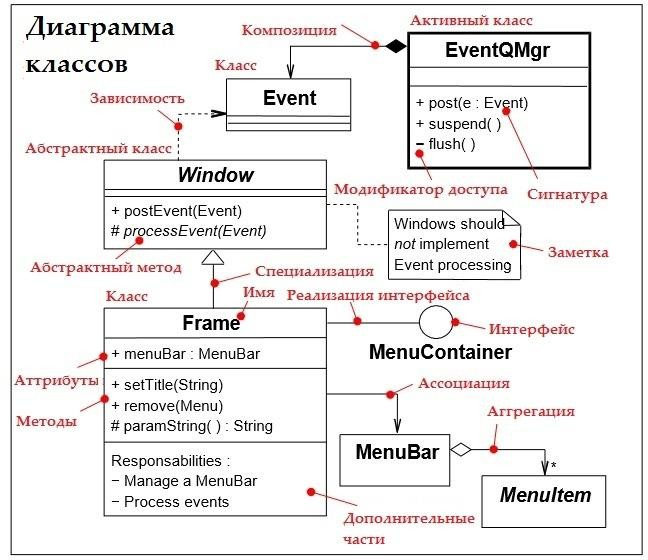 Диаграмма
классов
Композиция
Активный класс
EventQMgr
+ post(e : Event)
+ suspend( )
− flush( )
Класс
Event
Зависимость
Модификатор доступа
Сигнатура
Абстрактный класс
Window
+ postEvent(Event)
# processEvent(Event)
Абстрактный метод
Windows should
not implement
Event processing
Заметка
Специализация
Класс
Имя
Реализация интерфейса
Frame
+ menuBar : MenuBar
+ setTitle(String)
+ remove(Menu)
# paramString( ) : String
Responsabilities :
− Manage a MenuBar
− Process events
Аттрибуты
Методы
MenuContainer
Интерфейс
Ассоциация
MenuBar
Аггрегация
*
MenuItem
Дополнительные
части